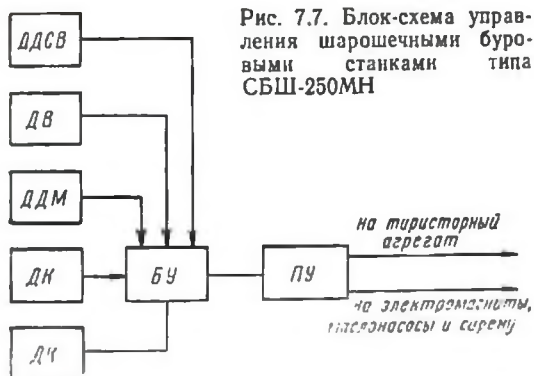 Рис. 7.7. Блок-схема управ-
ления шарошечными буро-
выми станками типа
СБШ-250МН
ДДСВ
ДВ
ДДМ
ДК
ДЧ
БУ
ПУ
на тиристорный
агрегат
на электромагниты,
маслонасосы и сирену